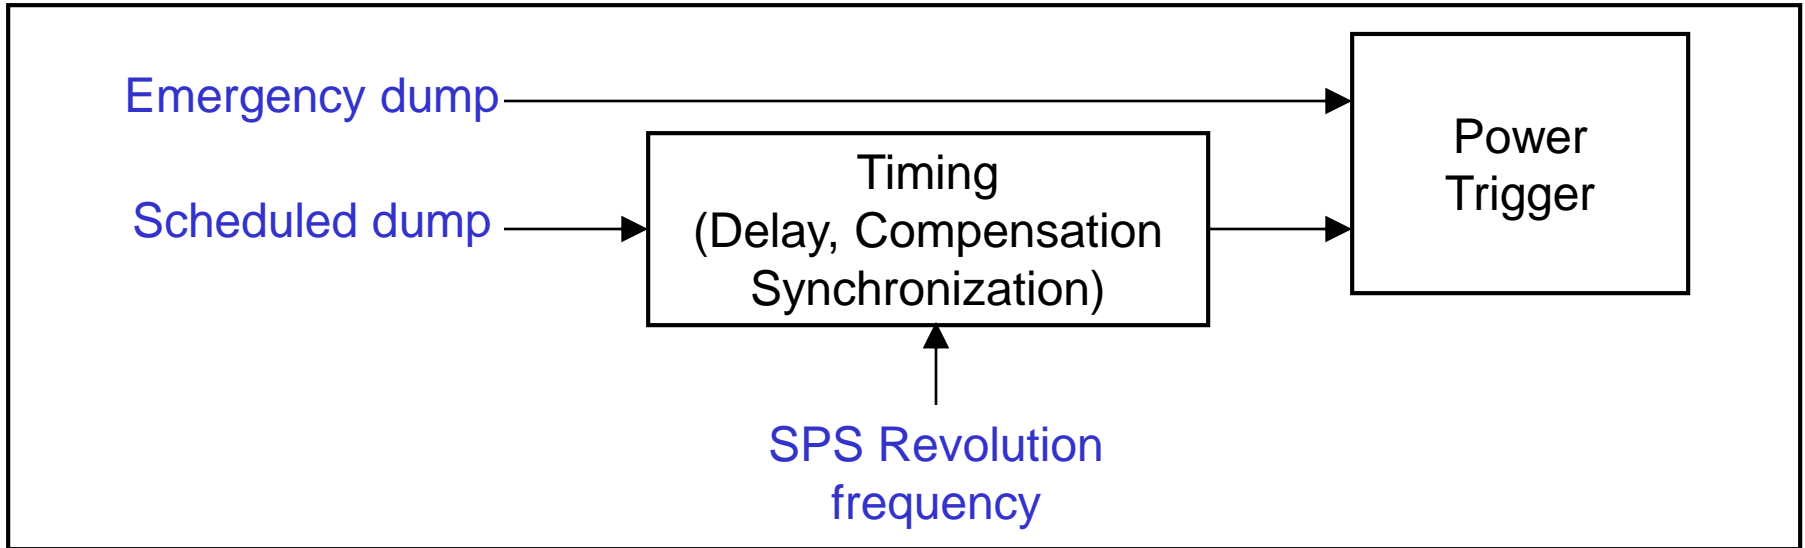 Emergency dump
Scheduled dump
Timing
(Delay, Compensation
Synchronization)
Power
Trigger
SPS Revolution
frequency